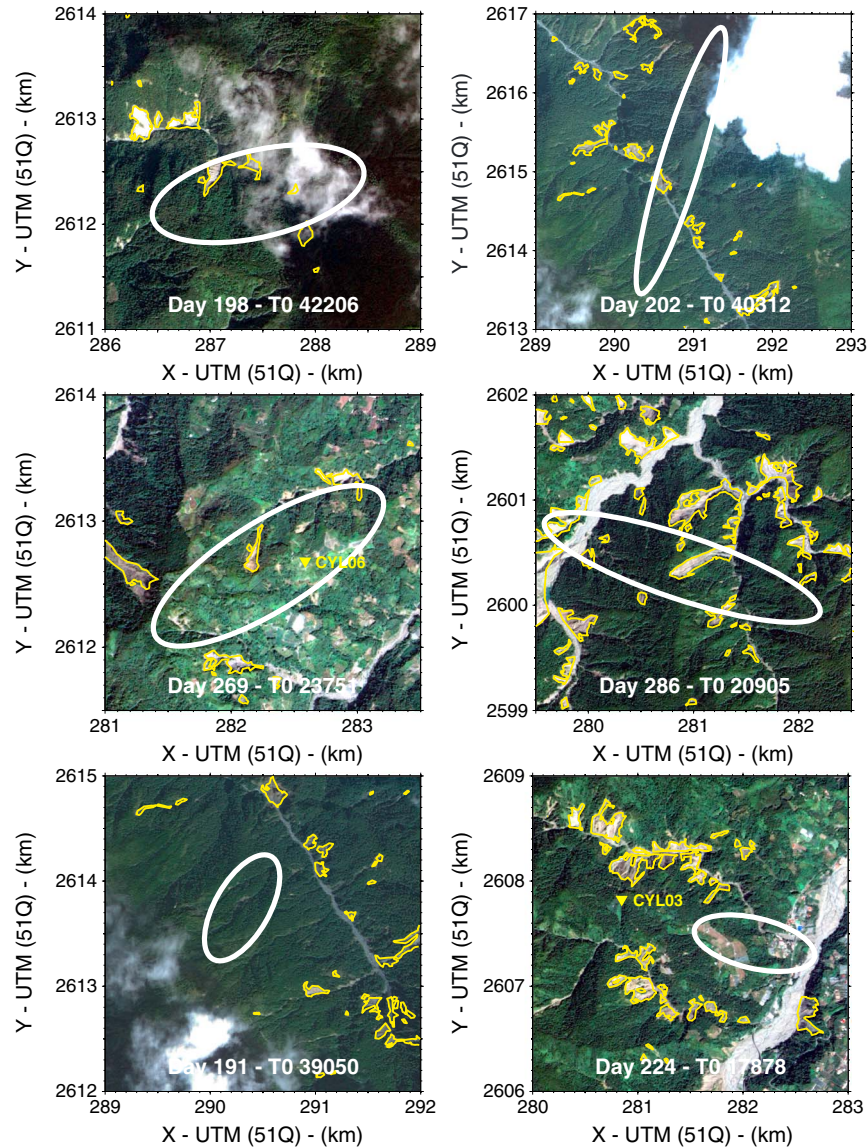 2614
2613
2612
2611
Y - UTM (51Q) - (km)
Day 198 - T0 42206
286 287 288 289
X - UTM (51Q) - (km)
2617
2616
2615
2614
2613
Y - UTM (51Q) - (km)
Day 202 - T0 40312
289 290 291 292 293
X - UTM (51Q) - (km)
2614
2613
2612
Y - UTM (51Q) - (km)
CYL06
Day 269 - T0 23751
281 282 283
X - UTM (51Q) - (km)
2602
2601
2600
2599
Y - UTM (51Q) - (km)
Day 286 - T0 20905
280 281 282
X - UTM (51Q) - (km)
2615
2614
2613
2612
Y - UTM (51Q) - (km)
Day 191 - T0 39050
289 290 291 292
X - UTM (51Q) - (km)
2609
2608
2607
2606
Y - UTM (51Q) - (km)
CYL03
Day 224 - T0 17878
280 281 282 283
X - UTM (51Q) - (km)